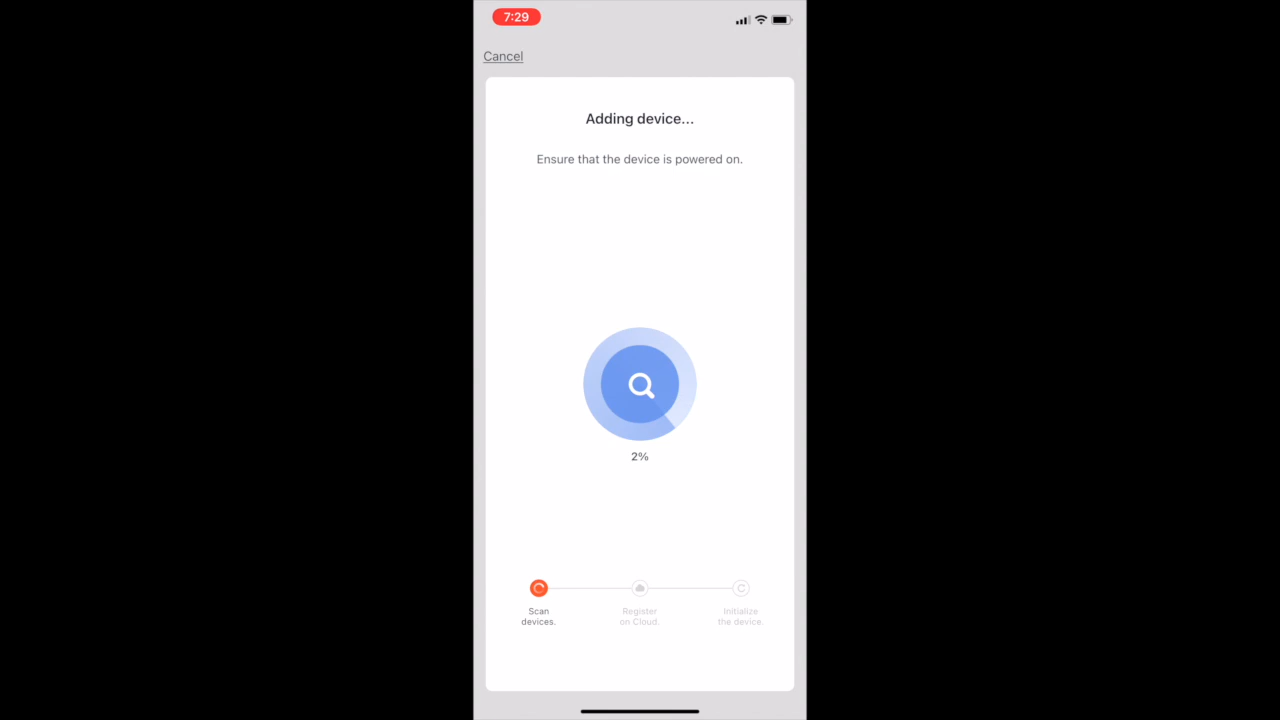 7:29
Cancel
Adding device...
Ensure that the device is powered on.
2%
Scan
devices.
Register
on Cloud.
Initialize
the device.